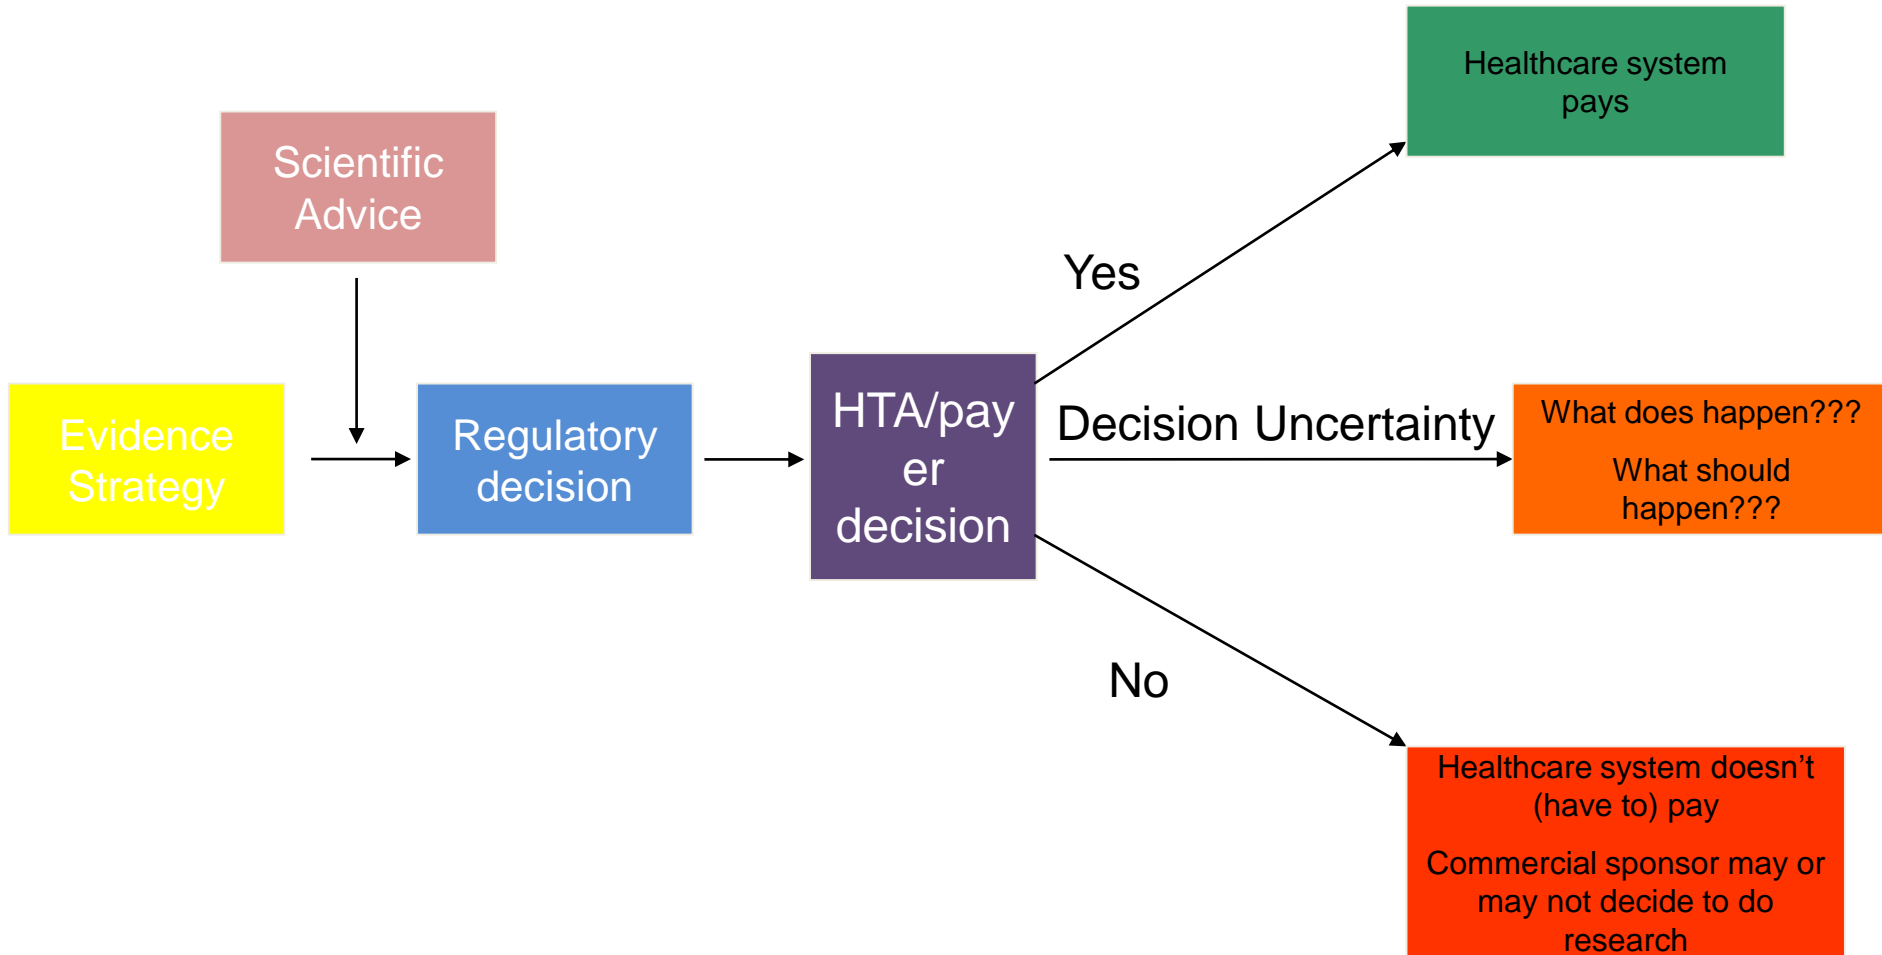 Healthcare system
pays
Scientific
Advice
Yes
Evidence
Strategy
Regulatory
decision
HTA/pay
er
decision
Decision Uncertainty
What does happen???
What should
happen???
No
Healthcare system doesn’t
(have to) pay
Commercial sponsor may or
may not decide to do
research